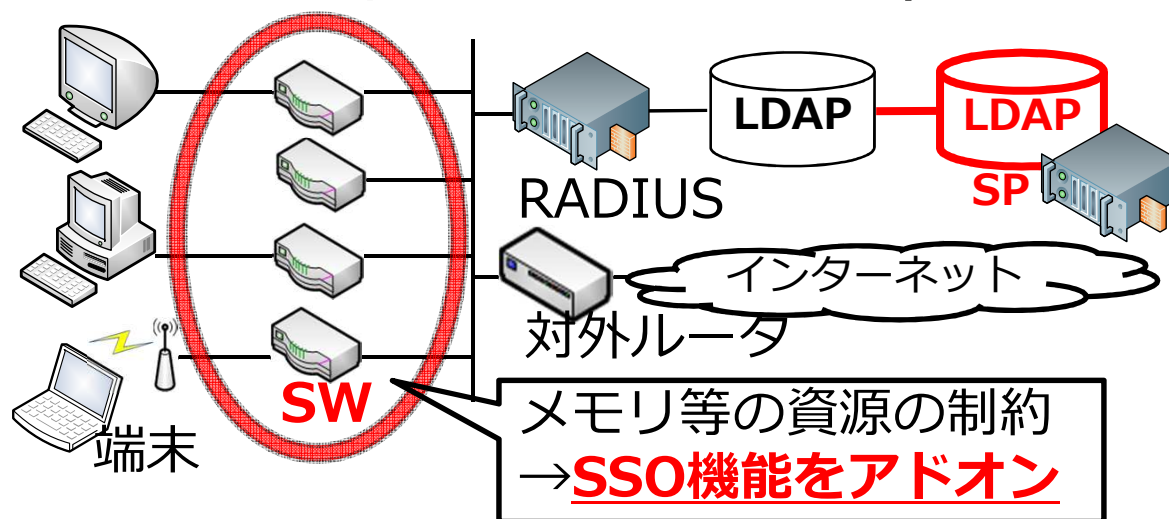 LDAP
LDAP
SP
RADIUS
インターネット
対外ルータ
SW
端末
メモリ等の資源の制約
→SSO機能をアドオン